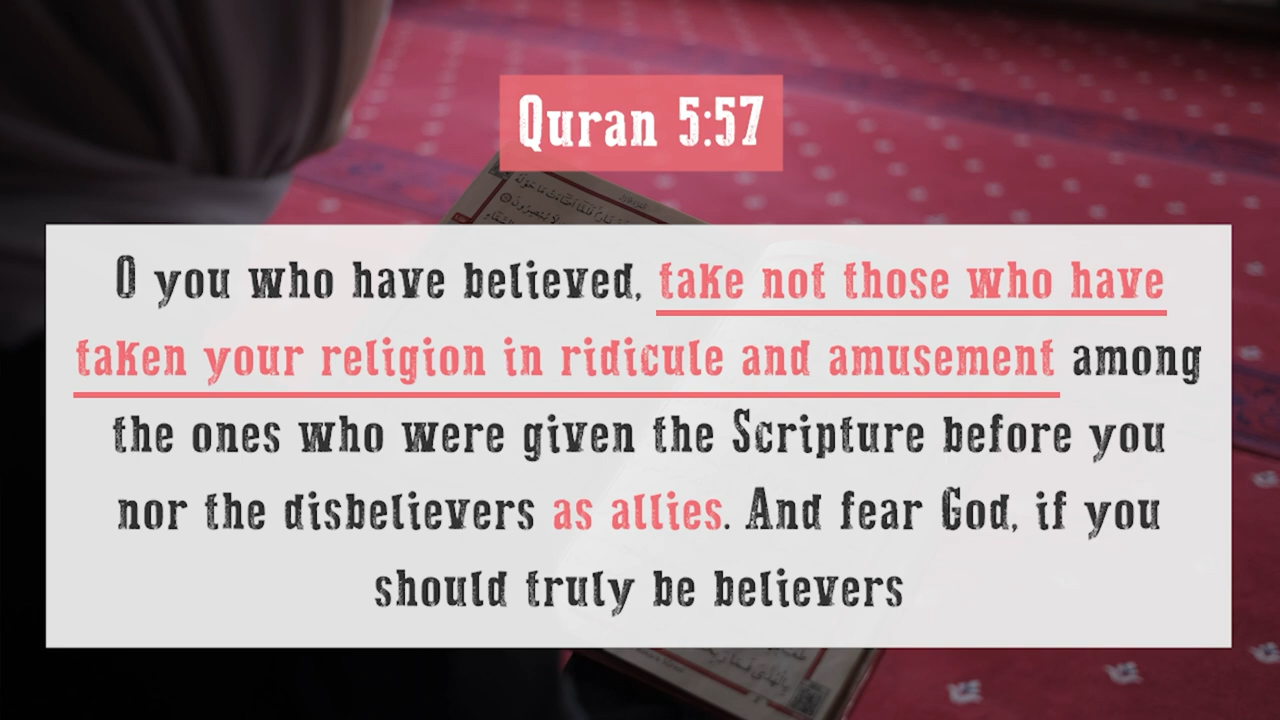 Quran 5:57
O you who have believed, take not those who have
taken your religion in ridicule and amusement among
the ones who were given the Scripture before you
nor the disbelievers as allies. And fear God, if you
should truly be believers